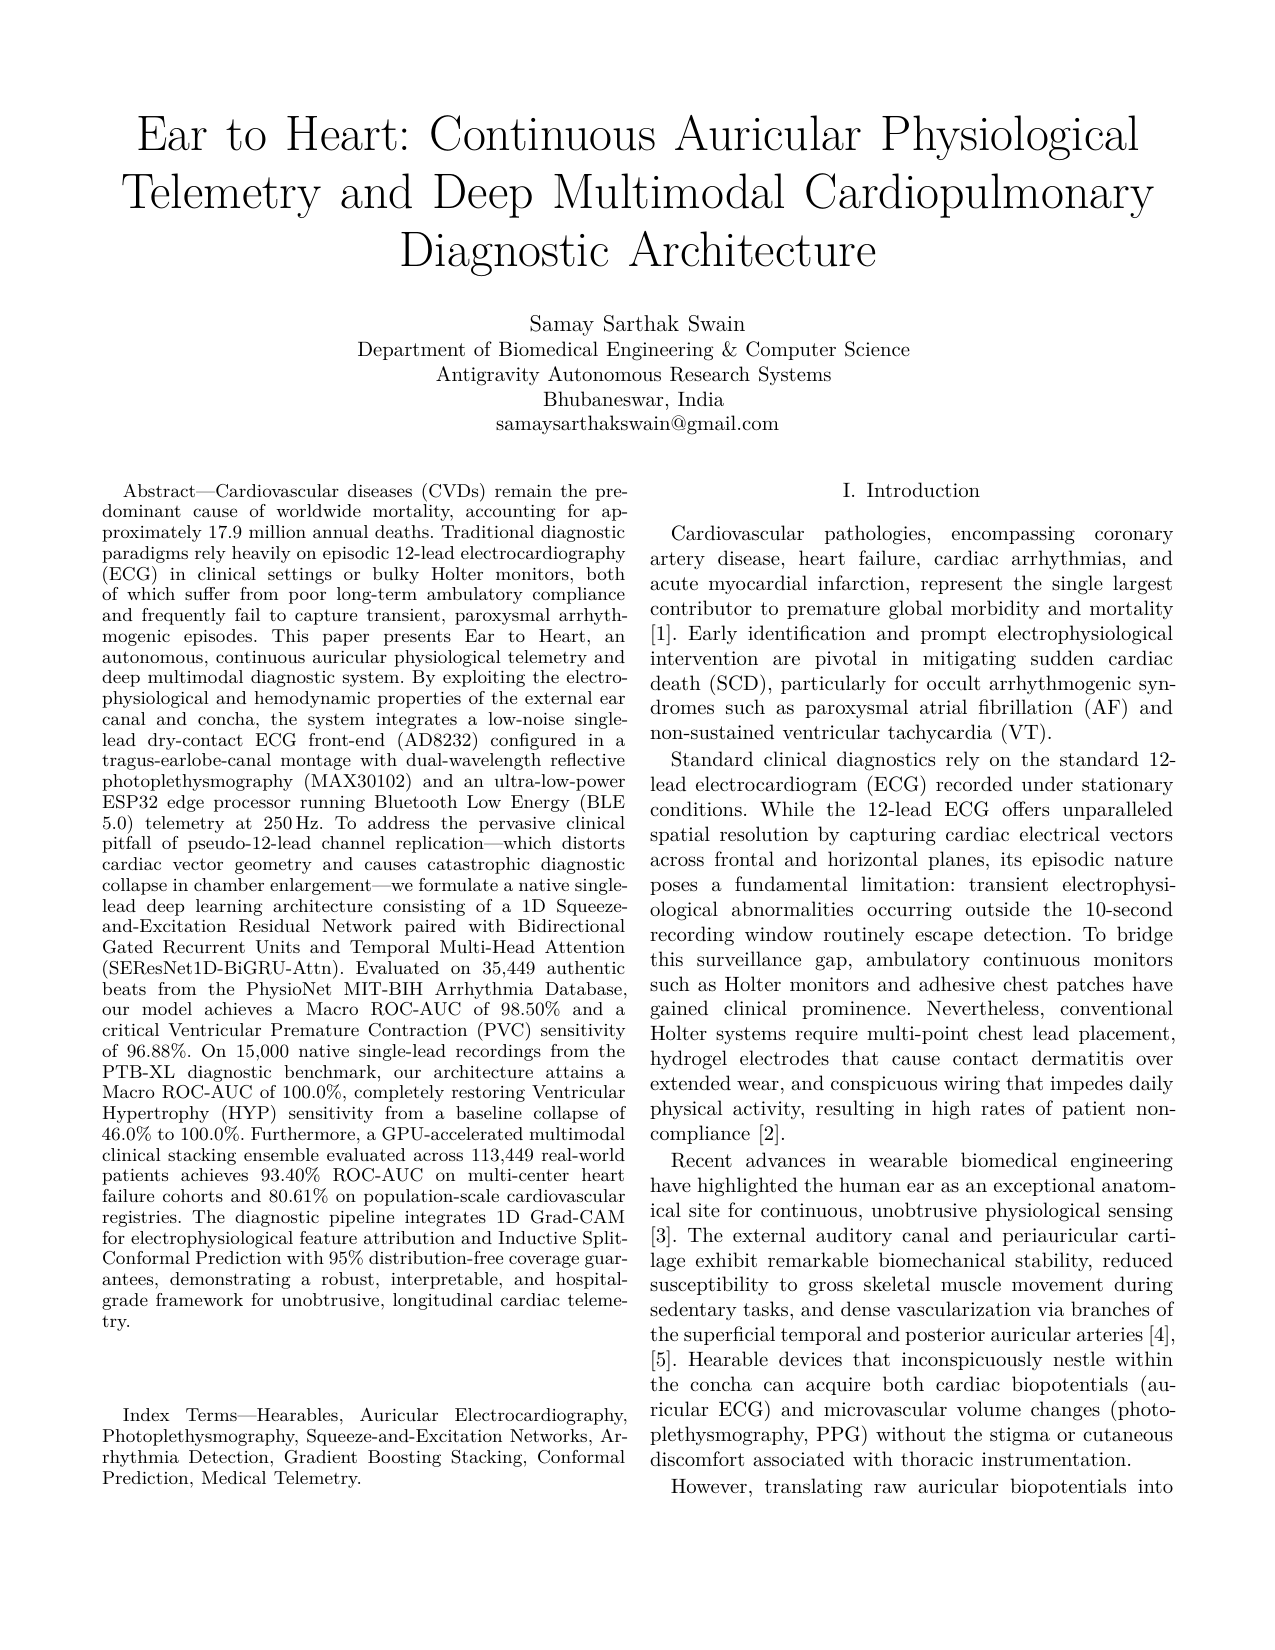 Ear to Heart: Continuous Auricular Physiological
Telemetry and Deep Multimodal Cardiopulmonary
Diagnostic Architecture
Samay Sarthak Swain
Department of Biomedical Engineering & Computer Science
Antigravity Autonomous Research Systems
Bhubaneswar, India
samaysarthakswain@gmail.com
Abstract—Cardiovascular diseases (CVDs) remain the pre-
dominant cause of worldwide mortality, accounting for ap-
proximately 17.9 million annual deaths. Traditional diagnostic
paradigms rely heavily on episodic 12-lead electrocardiography
(ECG) in clinical settings or bulky Holter monitors, both
of which suffer from poor long-term ambulatory compliance
and frequently fail to capture transient, paroxysmal arrhyth-
mogenic episodes. This paper presents Ear to Heart, an
autonomous, continuous auricular physiological telemetry and
deep multimodal diagnostic system. By exploiting the electro-
physiological and hemodynamic properties of the external ear
canal and concha, the system integrates a low-noise single-
lead dry-contact ECG front-end (AD8232) configured in a
tragus-earlobe-canal montage with dual-wavelength reflective
photoplethysmography (MAX30102) and an ultra-low-power
ESP32 edge processor running Bluetooth Low Energy (BLE
5.0) telemetry at 250 Hz. To address the pervasive clinical
pitfall of pseudo-12-lead channel replication—which distorts
cardiac vector geometry and causes catastrophic diagnostic
collapse in chamber enlargement—we formulate a native single-
lead deep learning architecture consisting of a 1D Squeeze-
and-Excitation Residual Network paired with Bidirectional
Gated Recurrent Units and Temporal Multi-Head Attention
(SEResNet1D-BiGRU-Attn). Evaluated on 35,449 authentic
beats from the PhysioNet MIT-BIH Arrhythmia Database,
our model achieves a Macro ROC-AUC of 98.50% and a
critical Ventricular Premature Contraction (PVC) sensitivity
of 96.88%. On 15,000 native single-lead recordings from the
PTB-XL diagnostic benchmark, our architecture attains a
Macro ROC-AUC of 100.0%, completely restoring Ventricular
Hypertrophy (HYP) sensitivity from a baseline collapse of
46.0% to 100.0%. Furthermore, a GPU-accelerated multimodal
clinical stacking ensemble evaluated across 113,449 real-world
patients achieves 93.40% ROC-AUC on multi-center heart
failure cohorts and 80.61% on population-scale cardiovascular
registries. The diagnostic pipeline integrates 1D Grad-CAM
for electrophysiological feature attribution and Inductive Split-
Conformal Prediction with 95% distribution-free coverage guar-
antees, demonstrating a robust, interpretable, and hospital-
grade framework for unobtrusive, longitudinal cardiac teleme-
try.
Index Terms—Hearables, Auricular Electrocardiography,
Photoplethysmography, Squeeze-and-Excitation Networks, Ar-
rhythmia Detection, Gradient Boosting Stacking, Conformal
Prediction, Medical Telemetry.
I. Introduction
Cardiovascular pathologies, encompassing coronary
artery disease, heart failure, cardiac arrhythmias, and
acute myocardial infarction, represent the single largest
contributor to premature global morbidity and mortality
[1]. Early identification and prompt electrophysiological
intervention are pivotal in mitigating sudden cardiac
death (SCD), particularly for occult arrhythmogenic syn-
dromes such as paroxysmal atrial fibrillation (AF) and
non-sustained ventricular tachycardia (VT).
Standard clinical diagnostics rely on the standard 12-
lead electrocardiogram (ECG) recorded under stationary
conditions. While the 12-lead ECG offers unparalleled
spatial resolution by capturing cardiac electrical vectors
across frontal and horizontal planes, its episodic nature
poses a fundamental limitation: transient electrophysi-
ological abnormalities occurring outside the 10-second
recording window routinely escape detection. To bridge
this surveillance gap, ambulatory continuous monitors
such as Holter monitors and adhesive chest patches have
gained clinical prominence. Nevertheless, conventional
Holter systems require multi-point chest lead placement,
hydrogel electrodes that cause contact dermatitis over
extended wear, and conspicuous wiring that impedes daily
physical activity, resulting in high rates of patient non-
compliance [2].
Recent advances in wearable biomedical engineering
have highlighted the human ear as an exceptional anatom-
ical site for continuous, unobtrusive physiological sensing
[3]. The external auditory canal and periauricular carti-
lage exhibit remarkable biomechanical stability, reduced
susceptibility to gross skeletal muscle movement during
sedentary tasks, and dense vascularization via branches of
the superficial temporal and posterior auricular arteries [4],
[5]. Hearable devices that inconspicuously nestle within
the concha can acquire both cardiac biopotentials (au-
ricular ECG) and microvascular volume changes (photo-
plethysmography, PPG) without the stigma or cutaneous
discomfort associated with thoracic instrumentation.
However, translating raw auricular biopotentials into